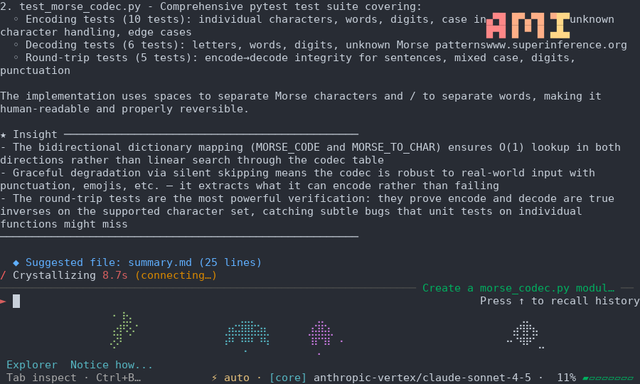 2. test_morse_codec.py - Comprehensive pytest test suite covering:
◦ Encoding tests (10 tests): individual characters, words, digits, case in unknown
character handling, edge cases
AMI
◦ Decoding tests (6 tests): letters, words, digits, unknown Morse patterns
www.superinference.org
◦ Round-trip tests (5 tests): encode→decode integrity for sentences, mixed case, digits,
punctuation
The implementation uses spaces to separate Morse characters and / to separate words, making it
human-readable and properly reversible.
★ Insight
- The bidirectional dictionary mapping (MORSE_CODE and MORSE_TO_CHAR) ensures O(1) lookup in both
directions rather than linear search through the codec table
- Graceful degradation via silent skipping means the codec is robust to real-world input with
punctuation, emojis, etc. — it extracts what it can encode rather than failing
- The round-trip tests are the most powerful verification: they prove encode and decode are true
inverses on the supported character set, catching subtle bugs that unit tests on individual
functions might miss
◆ Suggested file: summary.md (25 lines)
/ Crystallizing 8.7s (connecting…)
Create a morse_codec.py modul…
Press ↑ to recall history
Explorer Notice how...
Tab inspect · Ctrl+B… ⚡ auto · [core] anthropic-vertex/claude-sonnet-4-5 · 11%